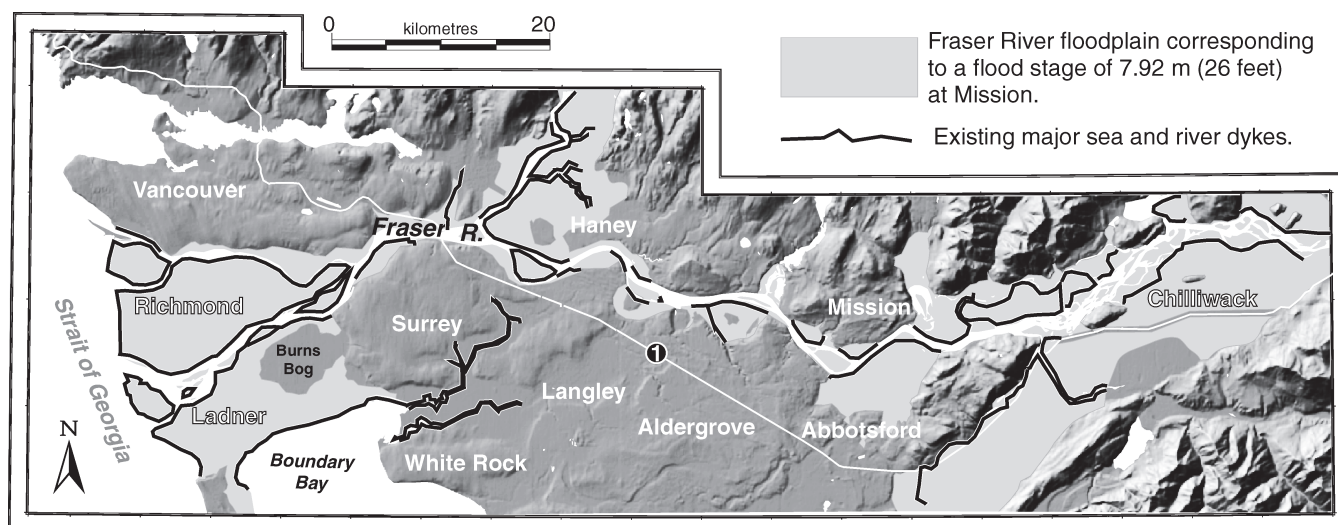 0 kilometres 20
Fraser River floodplain corresponding
to a flood stage of 7.92 m (26 feet)
at Mission.
Existing major sea and river dykes.
Vancouver
Fraser R.
Haney
Richmond
Strait of Georgia
Surrey
Mission
Chilliwack
Burns
Bog
1
Langley
Ladner
Aldergrove
Abbotsford
N
Boundary
Bay
White Rock